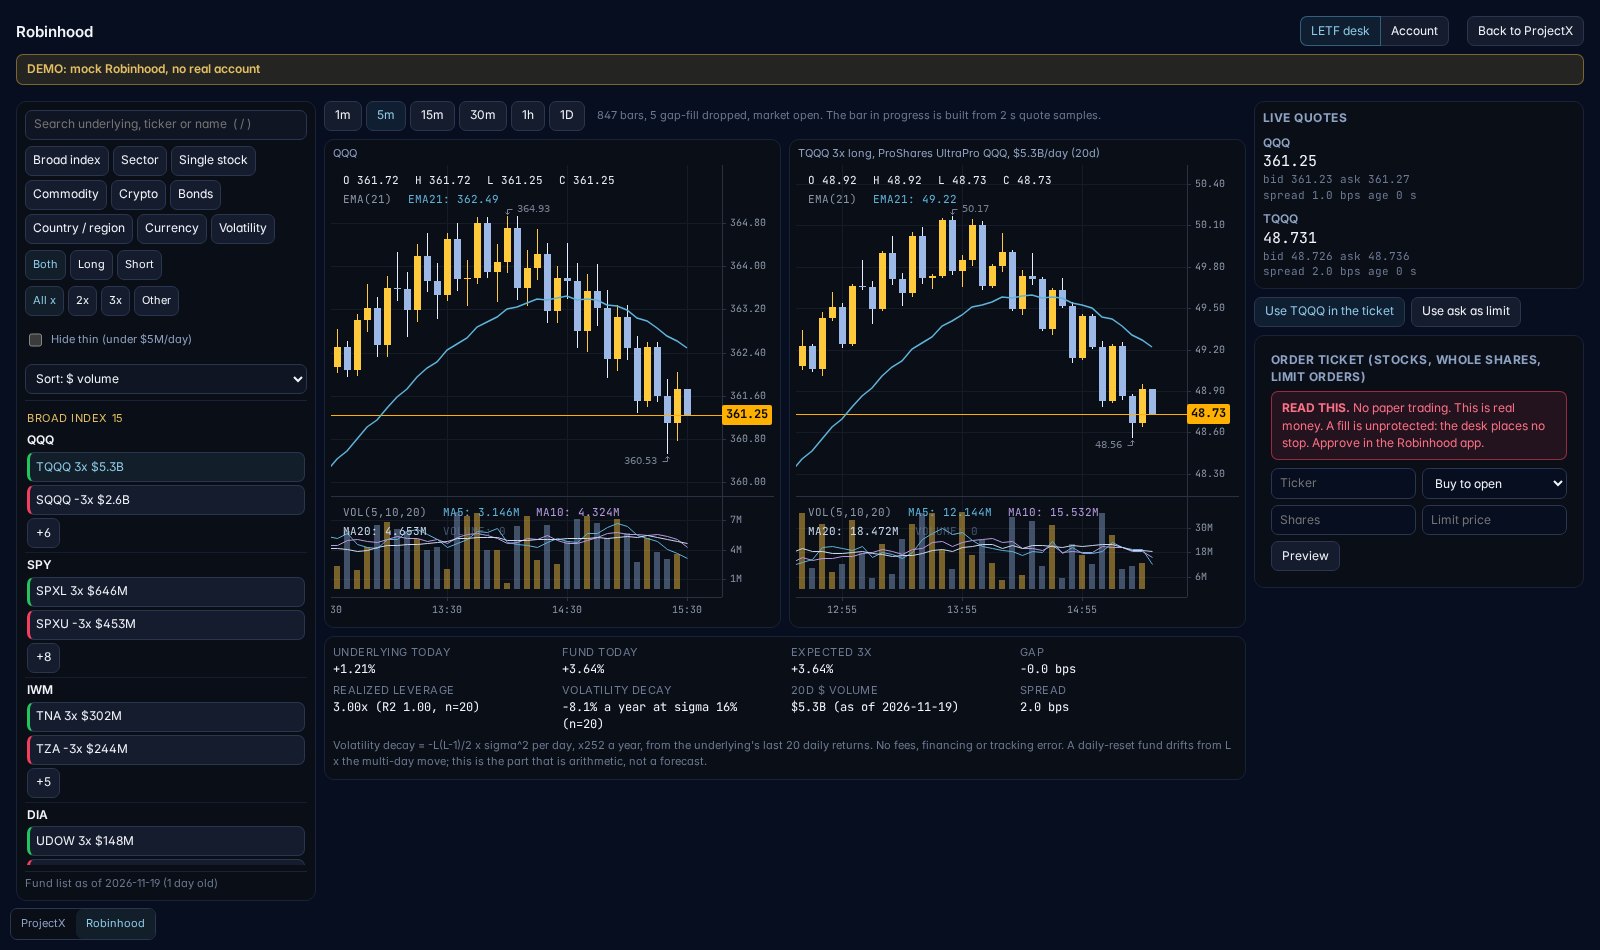 Robinhood
LETF desk
Account
Back to ProjectX
DEMO: mock Robinhood, no real account
Search underlying, ticker or name ( / )
Broad index
Sector
Single stock
Commodity
Crypto
Bonds
Country / region
Currency
Volatility
Both
Long
Short
All x
2x
3x
Other
Hide thin (under $5M/day)
Sort: $ volume
BROAD INDEX 15
QQQ
TQQQ 3x $5.3B
SQQQ -3x $2.6B
+6
SPY
SPXL 3x $646M
SPXU -3x $453M
+8
IWM
TNA 3x $302M
TZA -3x $244M
+5
DIA
UDOW 3x $148M
Fund list as of 2026-11-19 (1 day old)
ProjectX
Robinhood
1m
5m
15m
30m
1h
1D
847 bars, 5 gap-fill dropped, market open. The bar in progress is built from 2 s quote samples.
QQQ
O 361.72 H 361.72 L 361.25 C 361.25
EMA(21) EMA21: 362.49
364.93
364.80
364.00
363.20
362.40
361.60
361.25
360.80
360.53
360.00
VOL(5,10,20) MA5: 3.146M MA10: 4.324M
MA20: 4.653M VOLUME: 0
7M
4M
1M
30
13:30
14:30
15:30
TQQQ 3x long, ProShares UltraPro QQQ, $5.3B/day (20d)
O 48.92 H 48.92 L 48.73 C 48.73
EMA(21) EMA21: 49.22
50.17
50.40
50.10
49.80
49.50
49.20
48.90
48.73
48.60
48.56
48.30
VOL(5,10,20) MA5: 12.144M MA10: 15.532M
MA20: 18.472M VOLUME: 0
30M
18M
6M
12:55
13:55
14:55
UNDERLYING TODAY
+1.21%
FUND TODAY
+3.64%
EXPECTED 3X
+3.64%
GAP
-0.0 bps
REALIZED LEVERAGE
3.00x (R2 1.00, n=20)
VOLATILITY DECAY
-8.1% a year at sigma 16%
(n=20)
20D $ VOLUME
$5.3B (as of 2026-11-19)
SPREAD
2.0 bps
Volatility decay = -L(L-1)/2 x sigma^2 per day, x252 a year, from the underlying's last 20 daily returns. No fees, financing or tracking error. A daily-reset fund drifts from L
x the multi-day move; this is the part that is arithmetic, not a forecast.
LIVE QUOTES
QQQ
361.25
bid 361.23 ask 361.27
spread 1.0 bps age 0 s
TQQQ
48.731
bid 48.726 ask 48.736
spread 2.0 bps age 0 s
Use TQQQ in the ticket
Use ask as limit
ORDER TICKET (STOCKS, WHOLE SHARES,
LIMIT ORDERS)
READ THIS. No paper trading. This is real
money. A fill is unprotected: the desk places no
stop. Approve in the Robinhood app.
Ticker
Buy to open
Shares
Limit price
Preview